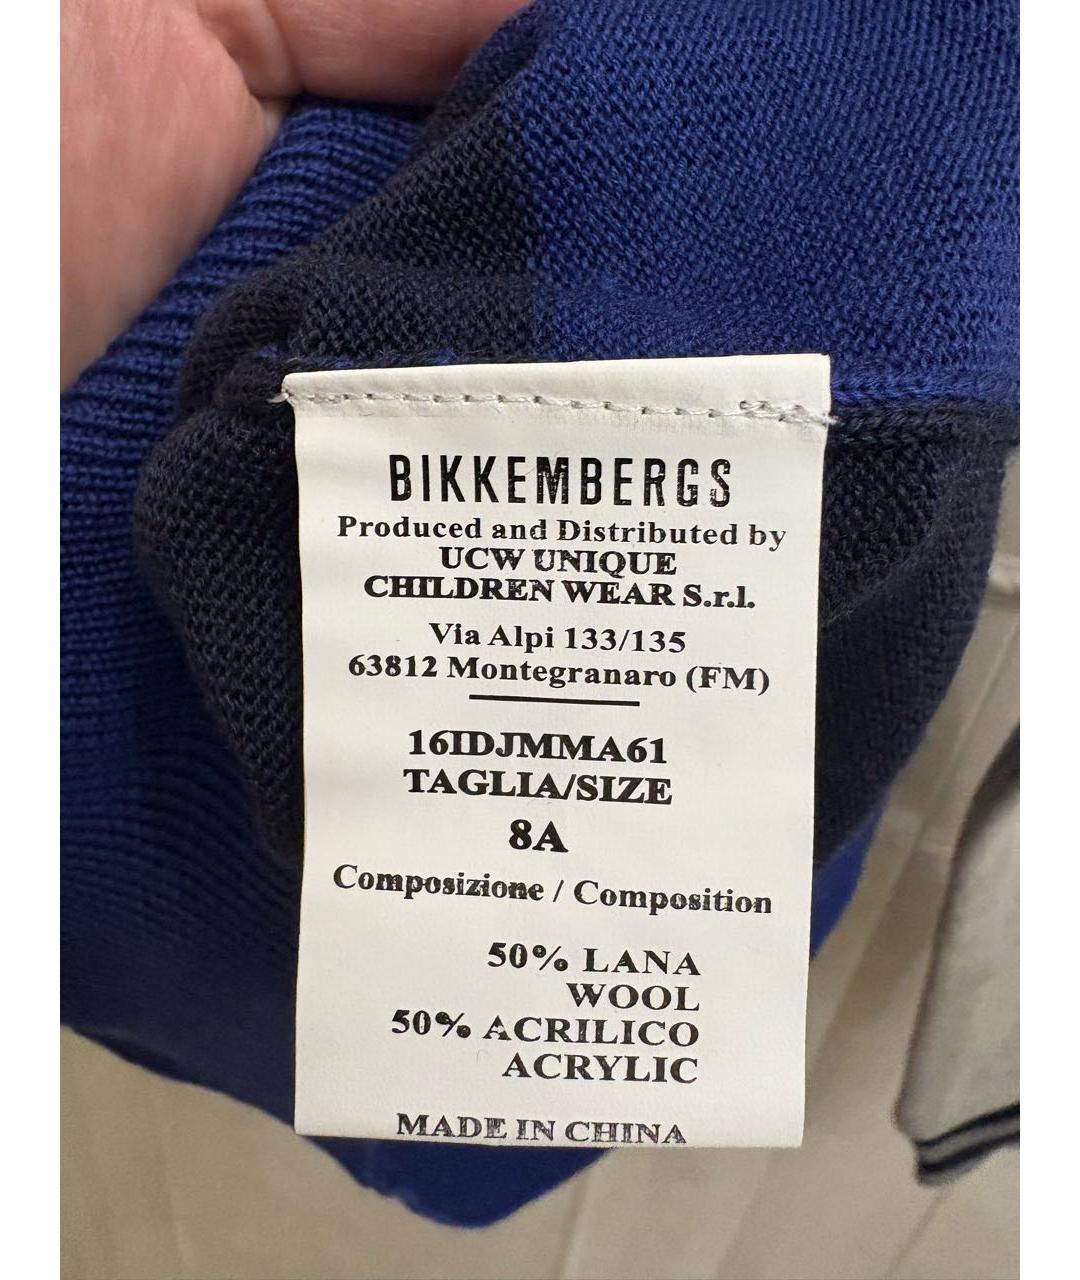 BIKKEMBERGS
Produced and Distributed by
UCW UNIQUE
CHILDREN WEAR S.r.l.
Via Alpi 133/135
63812 Montegranaro (FM)
16IDJMMA61
TAGLIA/SIZE
8A
Composizione / Composition
50% LANA
WOOL
50% ACRILICO
ACRYLIC
MADE IN CHINA